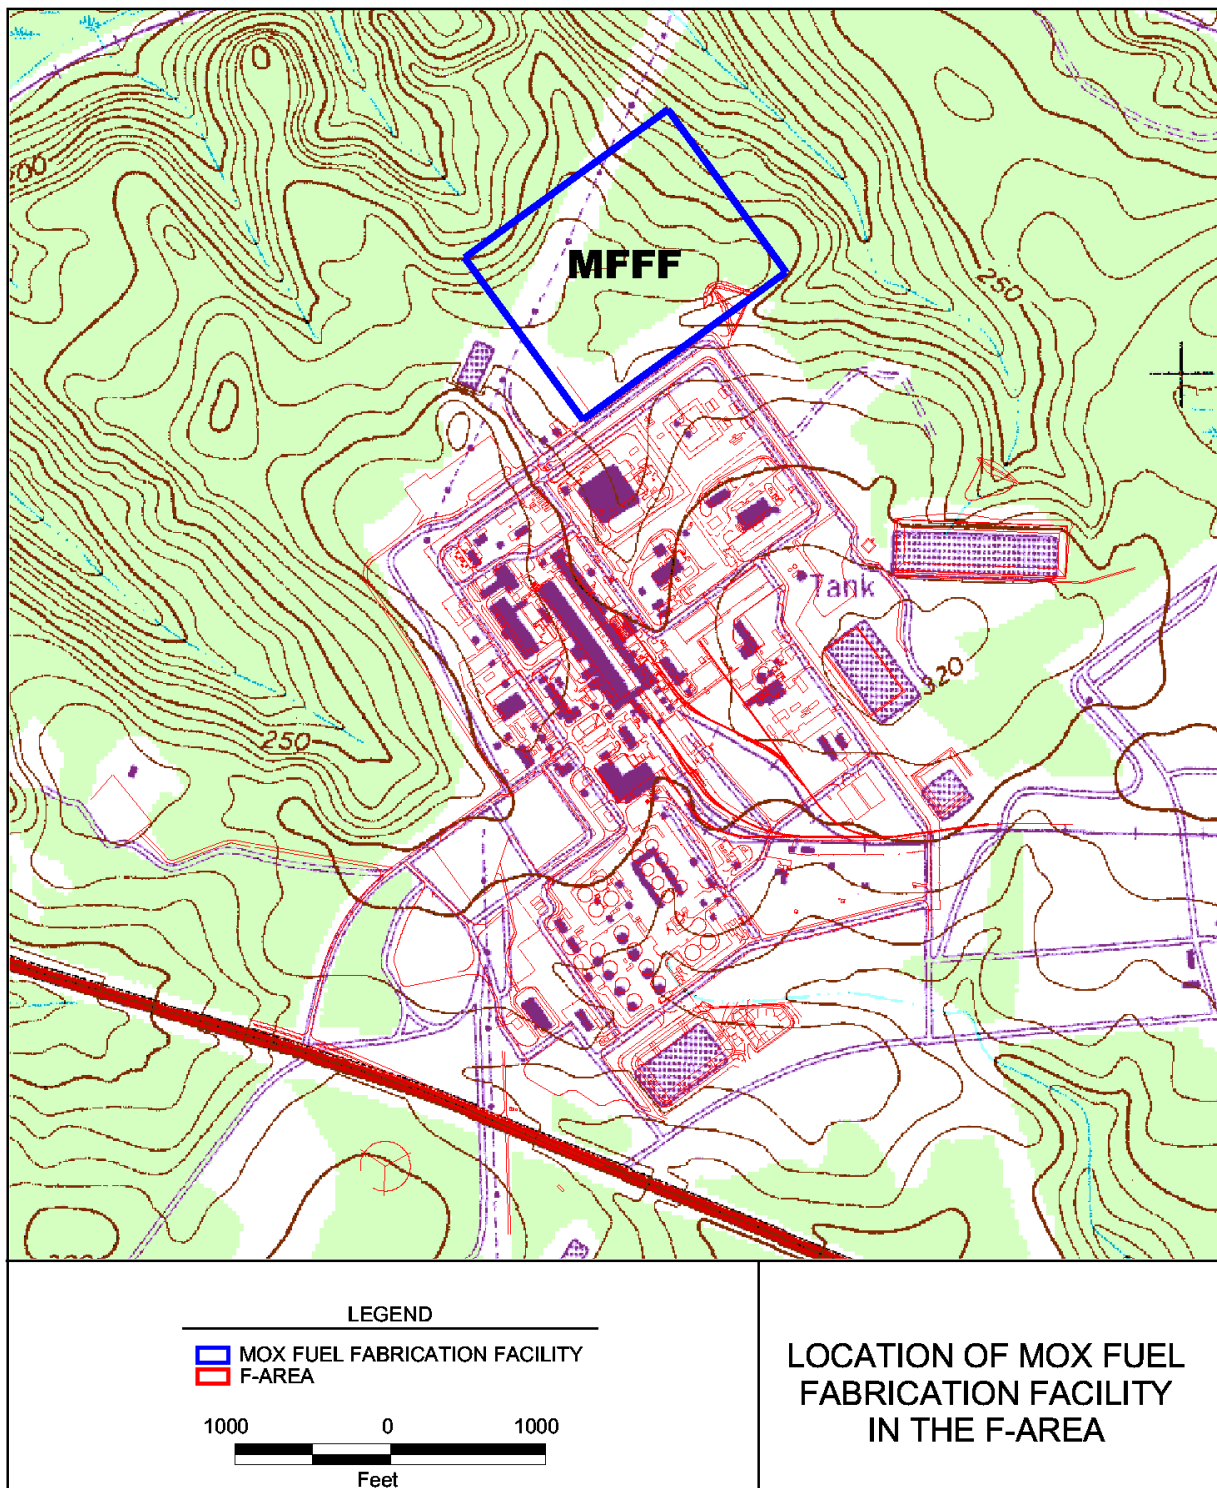 MFFF
250
Tank
320
250
LEGEND
MOX FUEL FABRICATION FACILITY
F-AREA
1000 0 1000
Feet
LOCATION OF MOX FUEL
FABRICATION FACILITY
IN THE F-AREA